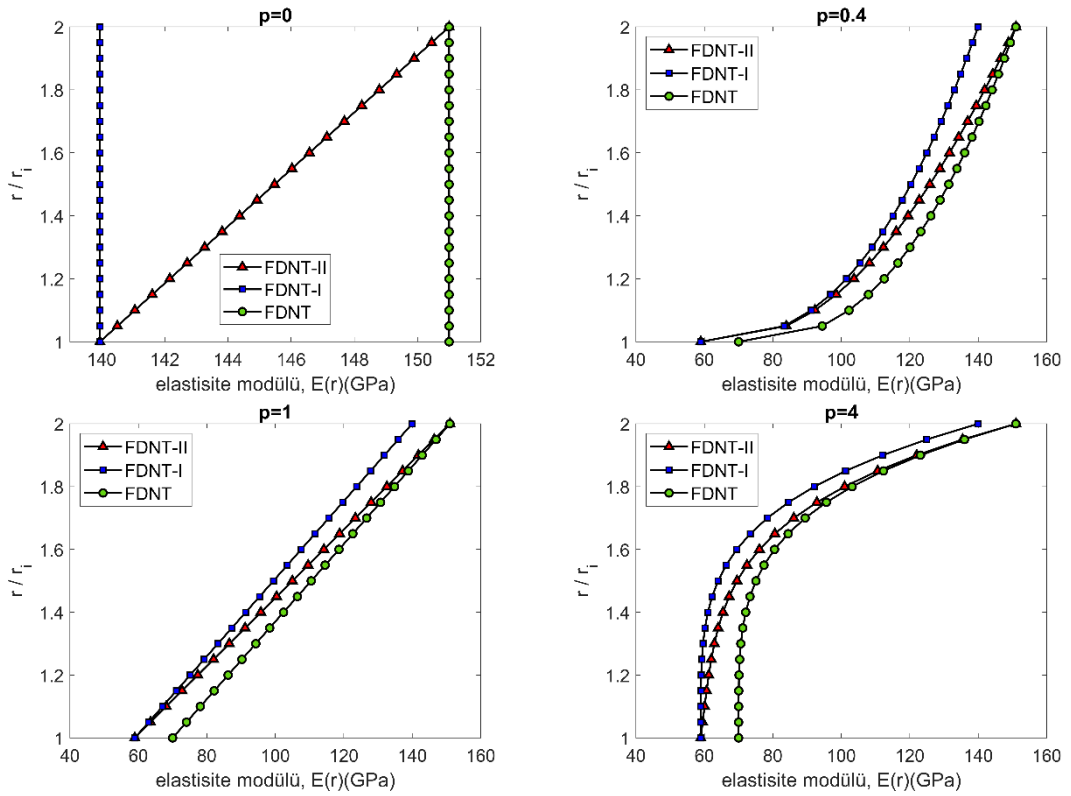 p=0
2
1.8
1.6
1.4
1.2
1
r / ri
FDNT-II
FDNT-I
FDNT
140 142 144 146 148 150 152
elastisite modülü, E(r)(GPa)
p=0.4
2
1.8
1.6
1.4
1.2
1
r / ri
FDNT-II
FDNT-I
FDNT
40 60 80 100 120 140 160
elastisite modülü, E(r)(GPa)
p=1
2
1.8
1.6
1.4
1.2
1
r / ri
FDNT-II
FDNT-I
FDNT
40 60 80 100 120 140 160
elastisite modülü, E(r)(GPa)
p=4
2
1.8
1.6
1.4
1.2
1
r / ri
FDNT-II
FDNT-I
FDNT
40 60 80 100 120 140 160
elastisite modülü, E(r)(GPa)